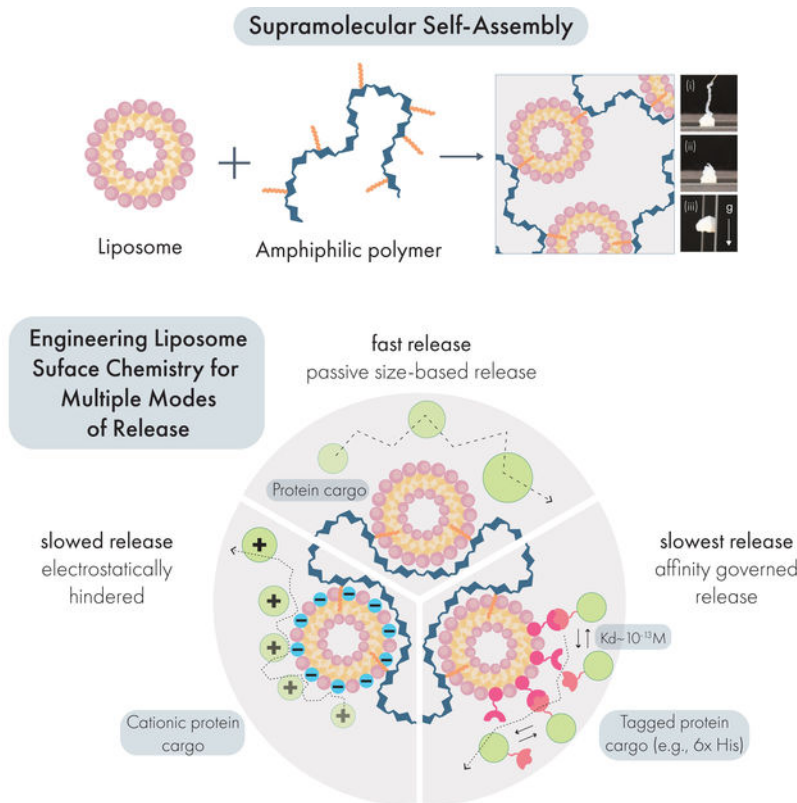 Supramolecular Self-Assembly
(i)
(ii)
(iii)
g
+
Liposome
Amphiphilic polymer
Engineering Liposome
Suface Chemistry for
Multiple Modes
of Release
fast release
passive size-based release
Protein cargo
slowed release
electrostatically
hindered
+
+
+
+
+
− − − − − − − − − −
Cationic protein
cargo
slowest release
affinity governed
release
Kd~10⁻¹³M
Tagged protein
cargo (e.g., 6x His)